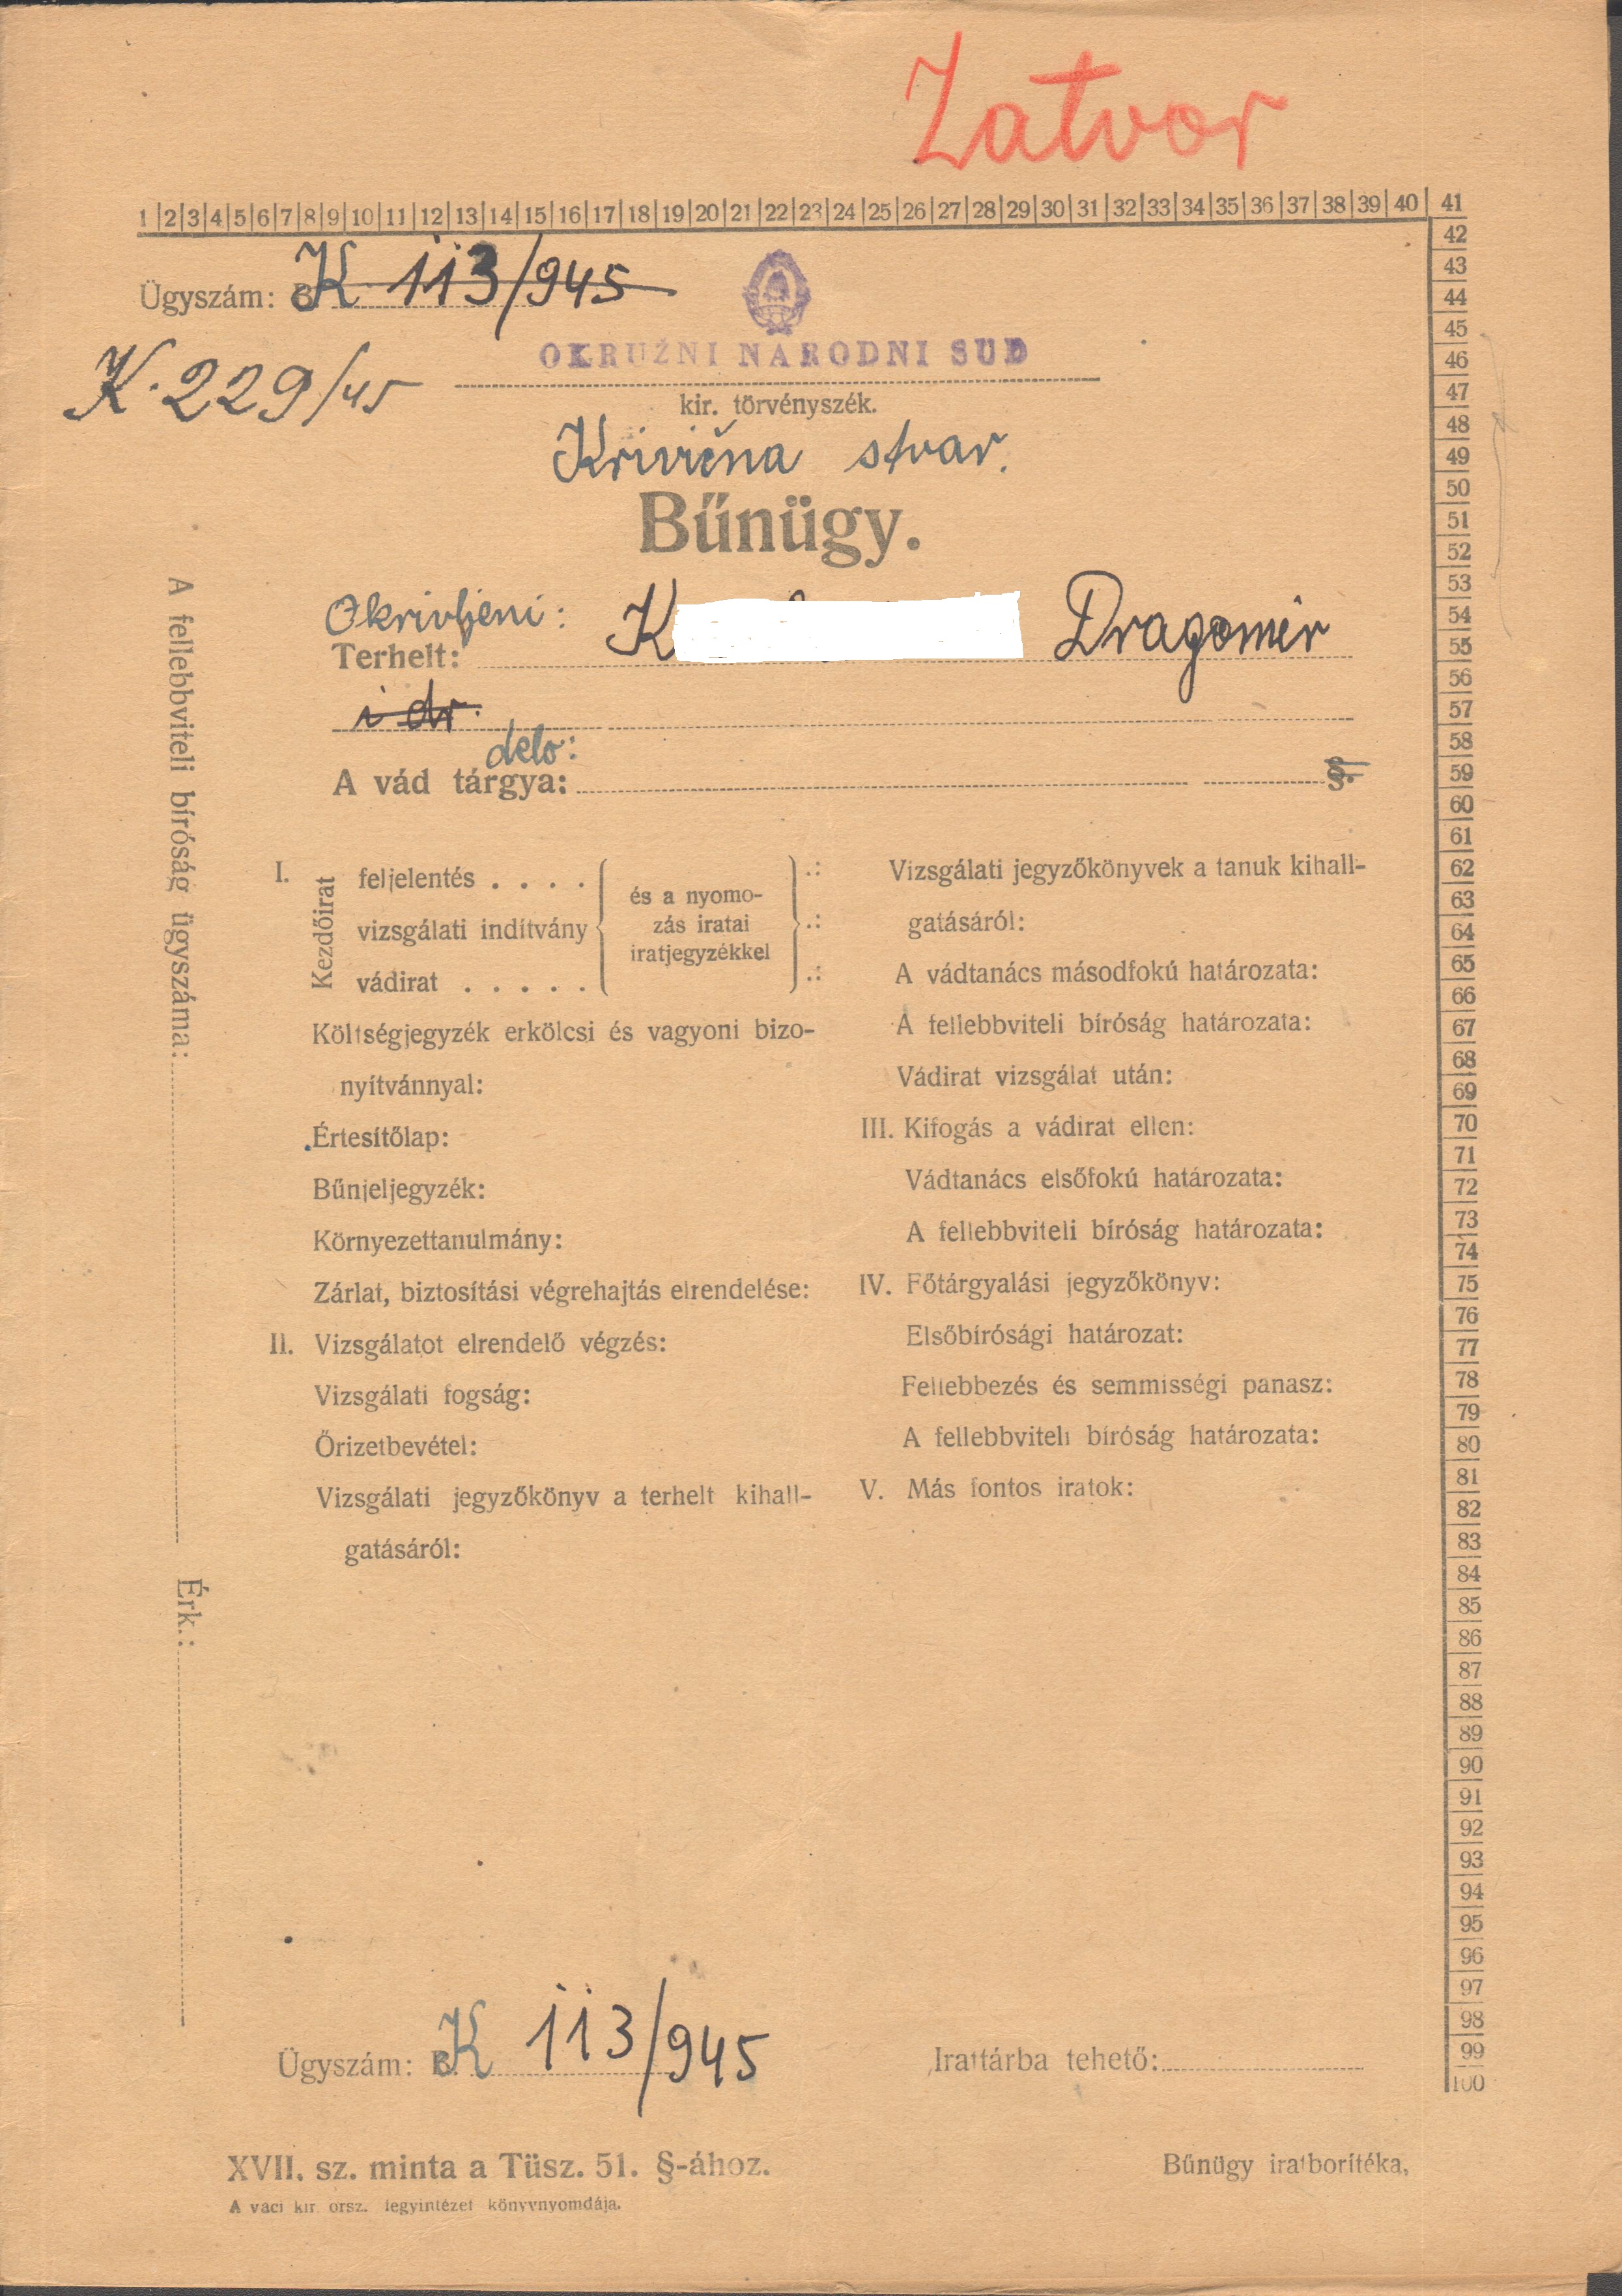 Zatvor
1|2|3|4|5|6|7|8|9|10|11|12|13|14|15|16|17|18|19|20|21|22|23|24|25|26|27|28|29|30|31|32|33|34|35|36|37|38|39|40| 41
42
43
44
45
46
47
48
49
50
51
52
53
54
55
56
57
58
59
60
61
62
63
64
65
66
67
68
69
70
71
72
73
74
75
76
77
78
79
80
81
82
83
84
85
86
87
88
89
90
91
92
93
94
95
96
97
98
99
100
Ügyszám: K 113/945
K. 229/45
OKRUŽNI NARODNI SUD
kir. törvényszék.
Krivična stvar.
Bűnügy.
Okrivljeni: K Dragomir
Terhelt:
i dr.
delo:
A vád tárgya: §.
A fellebbviteli bíróság ügyszáma:
Érk.:
I. Kezdőirat
feljelentés . . . .
vizsgálati indítvány
vádirat . . . . .
és a nyomo-
zás iratai
iratjegyzékkel
.:
.:
.:
Költségjegyzék erkölcsi és vagyoni bizo-
nyítvánnyal:
Értesítőlap:
Bűnjeljegyzék:
Környezettanulmány:
Zárlat, biztosítási végrehajtás elrendelése:
II. Vizsgálatot elrendelő végzés:
Vizsgálati fogság:
Őrizetbevétel:
Vizsgálati jegyzőkönyv a terhelt kihall-
gatásáról:
Vizsgálati jegyzőkönyvek a tanuk kihall-
gatásáról:
A vádtanács másodfokú határozata:
A fellebbviteli bíróság határozata:
Vádirat vizsgálat után:
III. Kifogás a vádirat ellen:
Vádtanács elsőfokú határozata:
A fellebbviteli bíróság határozata:
IV. Főtárgyalási jegyzőkönyv:
Elsőbírósági határozat:
Fellebbezés és semmisségi panasz:
A fellebbviteli bíróság határozata:
V. Más fontos iratok:
Ügyszám: B. K 113/945
Irattárba tehető:
XVII. sz. minta a Tüsz. 51. §-ához.
Bűnügy iratborítéka.
A váci kir. orsz. fegyintézet könyvnyomdája.